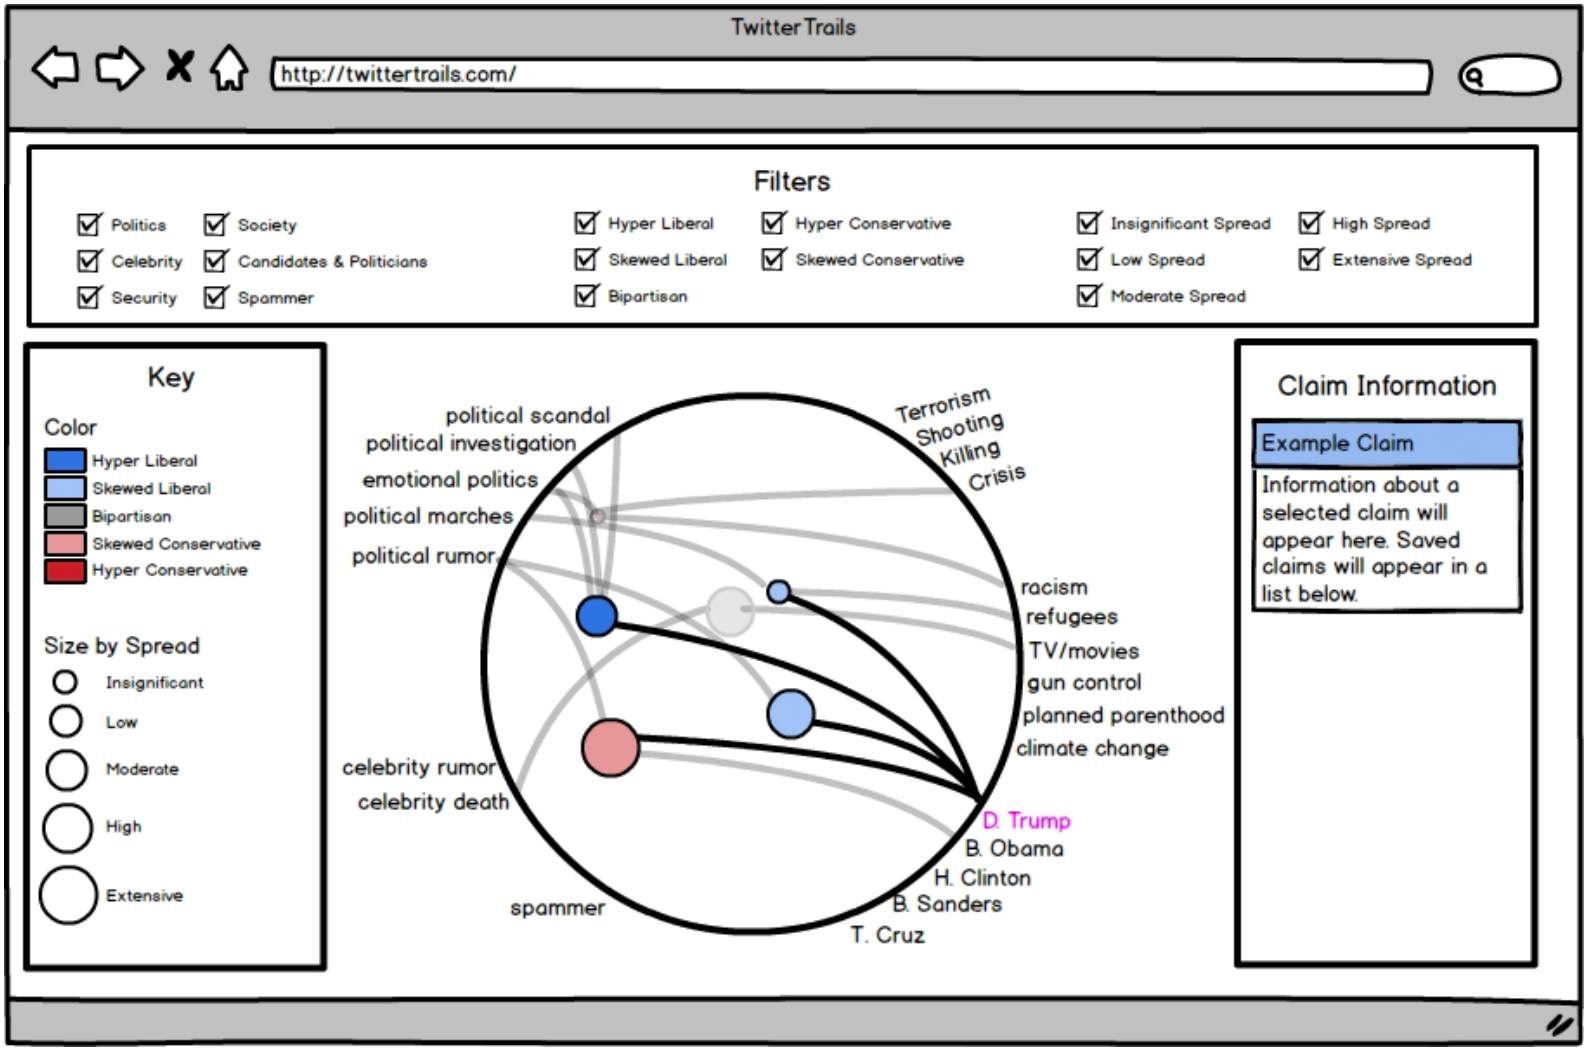 TwitterTrails
http://twittertrails.com/
Filters
Politics
Society
Celebrity
Candidates & Politicians
Security
Spammer
Hyper Liberal
Hyper Conservative
Skewed Liberal
Skewed Conservative
Bipartisan
Insignificant Spread
High Spread
Low Spread
Extensive Spread
Moderate Spread
Key
Color
Hyper Liberal
Skewed Liberal
Bipartisan
Skewed Conservative
Hyper Conservative
Size by Spread
Insignificant
Low
Moderate
High
Extensive
political scandal
political investigation
emotional politics
political marches
political rumor
celebrity rumor
celebrity death
spammer
Terrorism
Shooting
Killing
Crisis
racism
refugees
TV/movies
gun control
planned parenthood
climate change
D. Trump
B. Obama
H. Clinton
B. Sanders
T. Cruz
Claim Information
Example Claim
Information about a
selected claim will
appear here. Saved
claims will appear in a
list below.